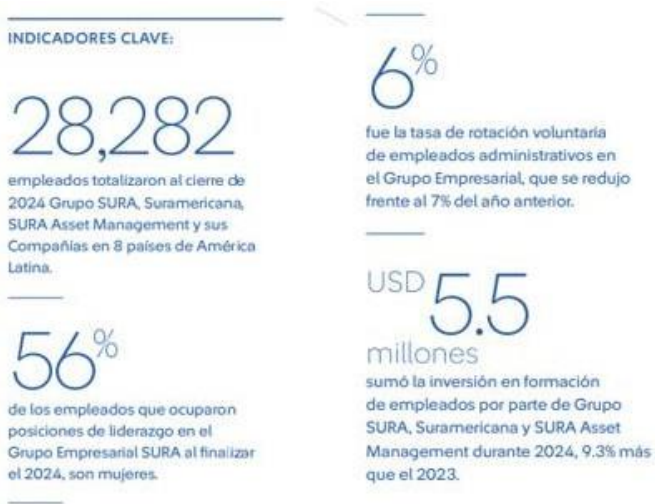 INDICADORES CLAVE:
28,282
empleados totalizaron al cierre de
2024 Grupo SURA, Suramericana,
SURA Asset Management y sus
Compañías en 8 países de América
Latina.
56%
de los empleados que ocuparon
posiciones de liderazgo en el
Grupo Empresarial SURA al finalizar
el 2024, son mujeres.
6%
fue la tasa de rotación voluntaria
de empleados administrativos en
el Grupo Empresarial, que se redujo
frente al 7% del año anterior.
USD 5.5
millones
sumó la inversión en formación
de empleados por parte de Grupo
SURA, Suramericana y SURA Asset
Management durante 2024, 9.3% más
que el 2023.